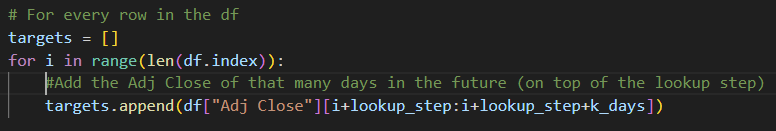 # For every row in the df
targets = []
for i in range(len(df.index)):
    #Add the Adj Close of that many days in the future (on top of the lookup step)
    targets.append(df["Adj Close"][i+lookup_step:i+lookup_step+k_days])